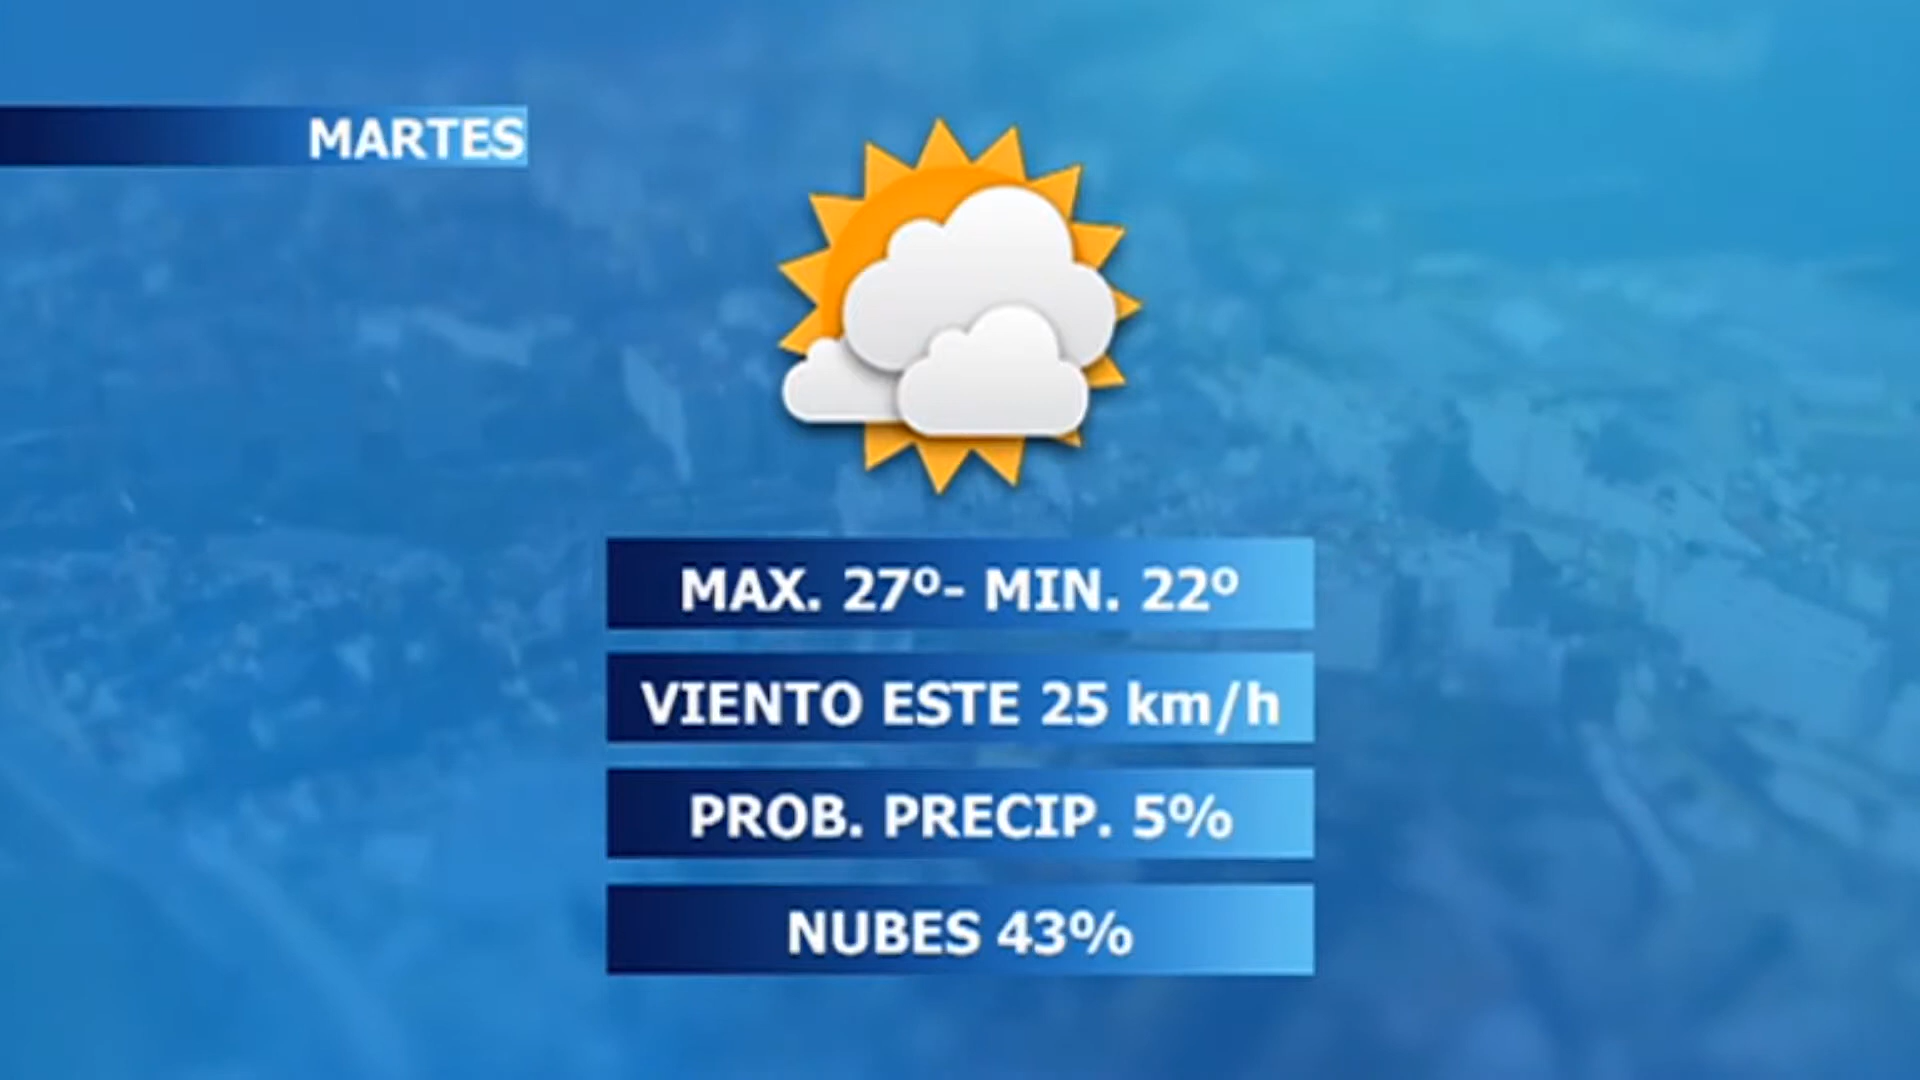 MARTES
MAX. 27º- MIN. 22º
VIENTO ESTE 25 km/h
PROB. PRECIP. 5%
NUBES 43%